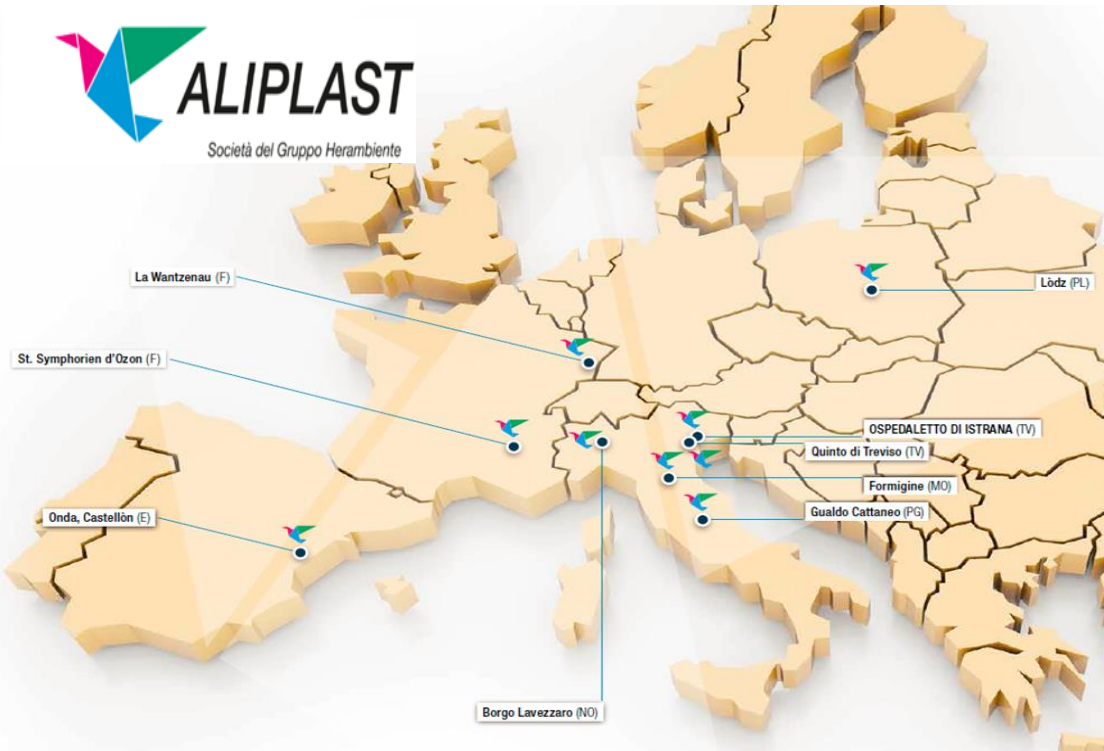 ALIPLAST
Società del Gruppo Herambiente
La Wantzenau (F)
Lòdz (PL)
St. Symphorien d'Ozon (F)
OSPEDALETTO DI ISTRANA (TV)
Quinto di Treviso (TV)
Formigine (MO)
Onda, Castellòn (E)
Gualdo Cattaneo (PG)
Borgo Lavezzaro (NO)